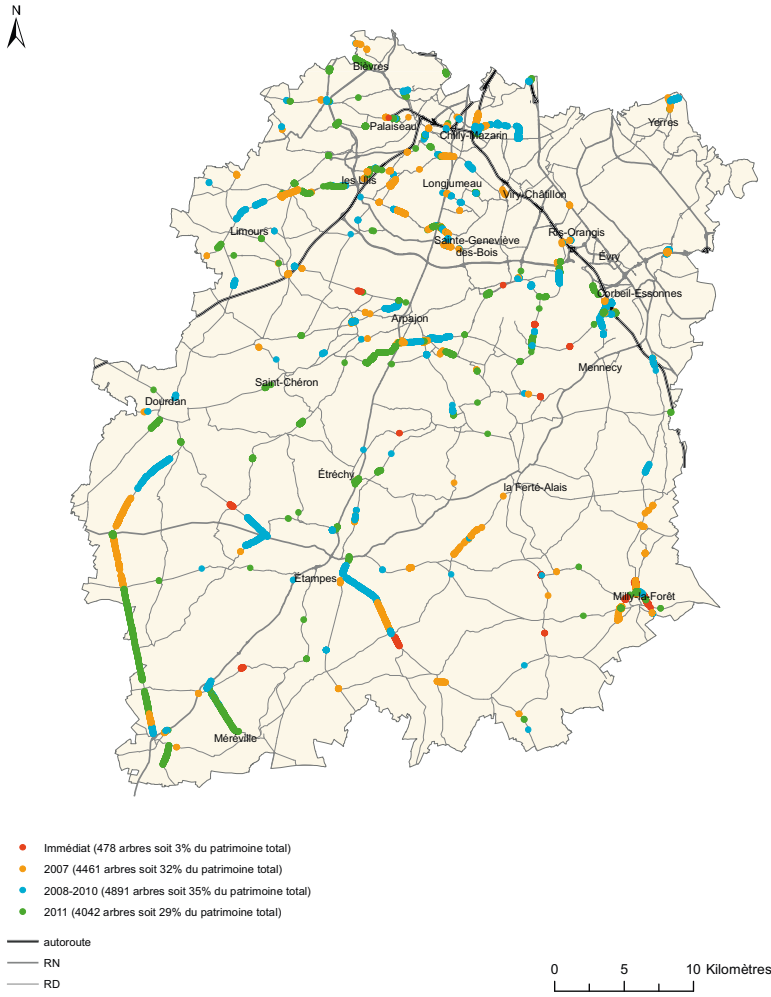 N
Bièvres
Yerres
Palaiseau
Chilly-Mazarin
les Ulis
Longjumeau
Viry-Châtillon
Limours
Ris-Orangis
Sainte-Geneviève
des-Bois
Évry
Corbeil-Essonnes
Arpajon
Mennecy
Saint-Chéron
Dourdan
Étréchy
la Ferté-Alais
Étampes
Milly-la-Forêt
Méréville
Immédiat (478 arbres soit 3% du patrimoine total)
2007 (4461 arbres soit 32% du patrimoine total)
2008-2010 (4891 arbres soit 35% du patrimoine total)
2011 (4042 arbres soit 29% du patrimoine total)
autoroute
RN
RD
0 5 10 Kilomètres